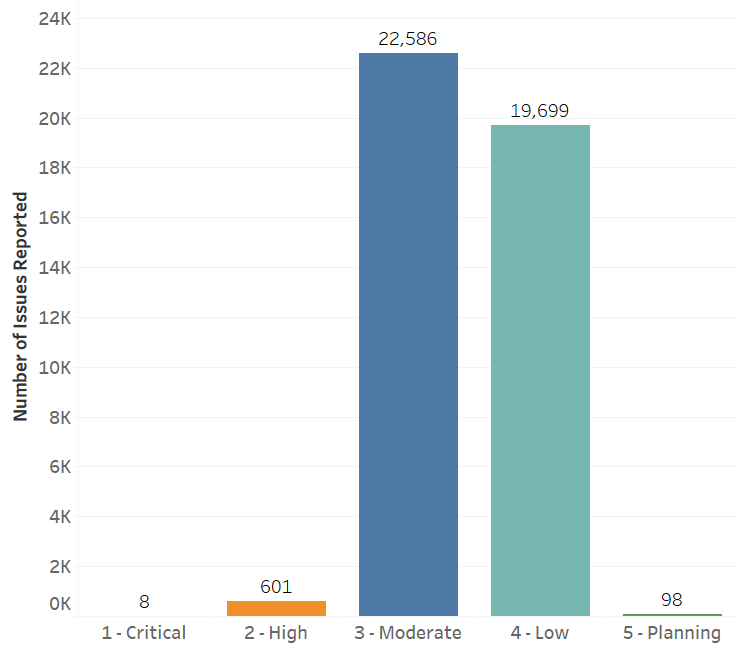 Number of Issues Reported
24K
22K
20K
18K
16K
14K
12K
10K
8K
6K
4K
2K
0K
8
601
22,586
19,699
98
1 - Critical
2 - High
3 - Moderate
4 - Low
5 - Planning